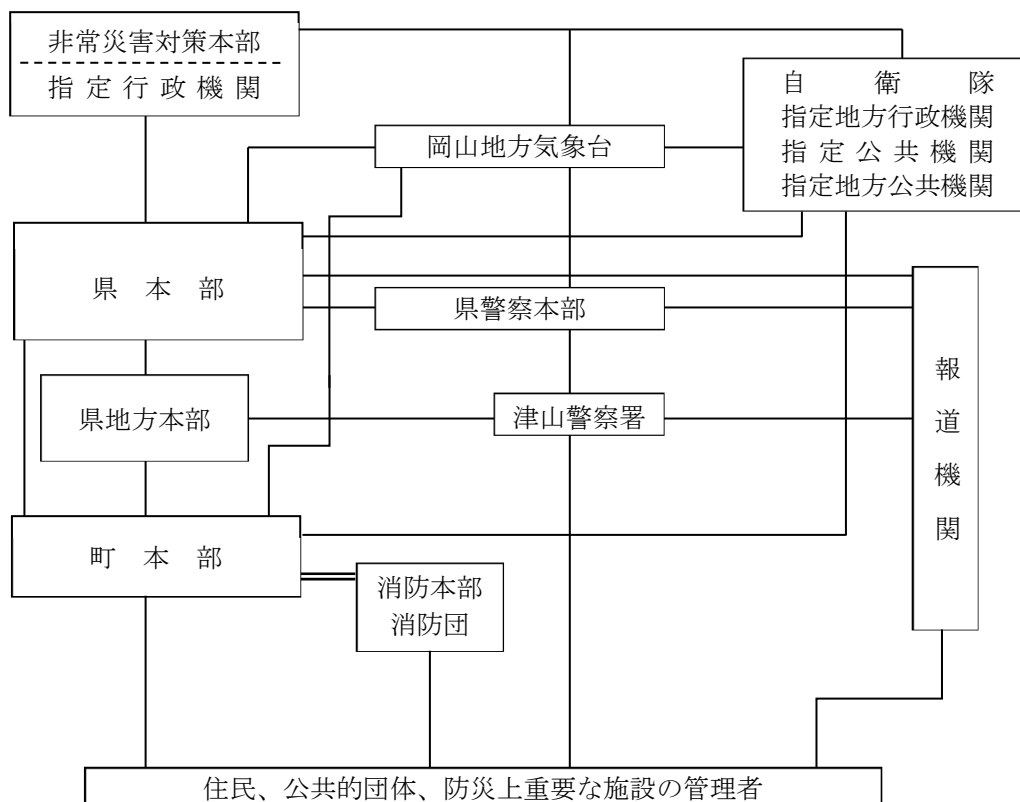 非常災害対策本部
指定行政機関
自衛隊
指定地方行政機関
指定公共機関
指定地方公共機関
岡山地方気象台
県本部
県警察本部
報道機関
県地方本部
津山警察署
町本部
消防本部
消防団
住民、公共的団体、防災上重要な施設の管理者